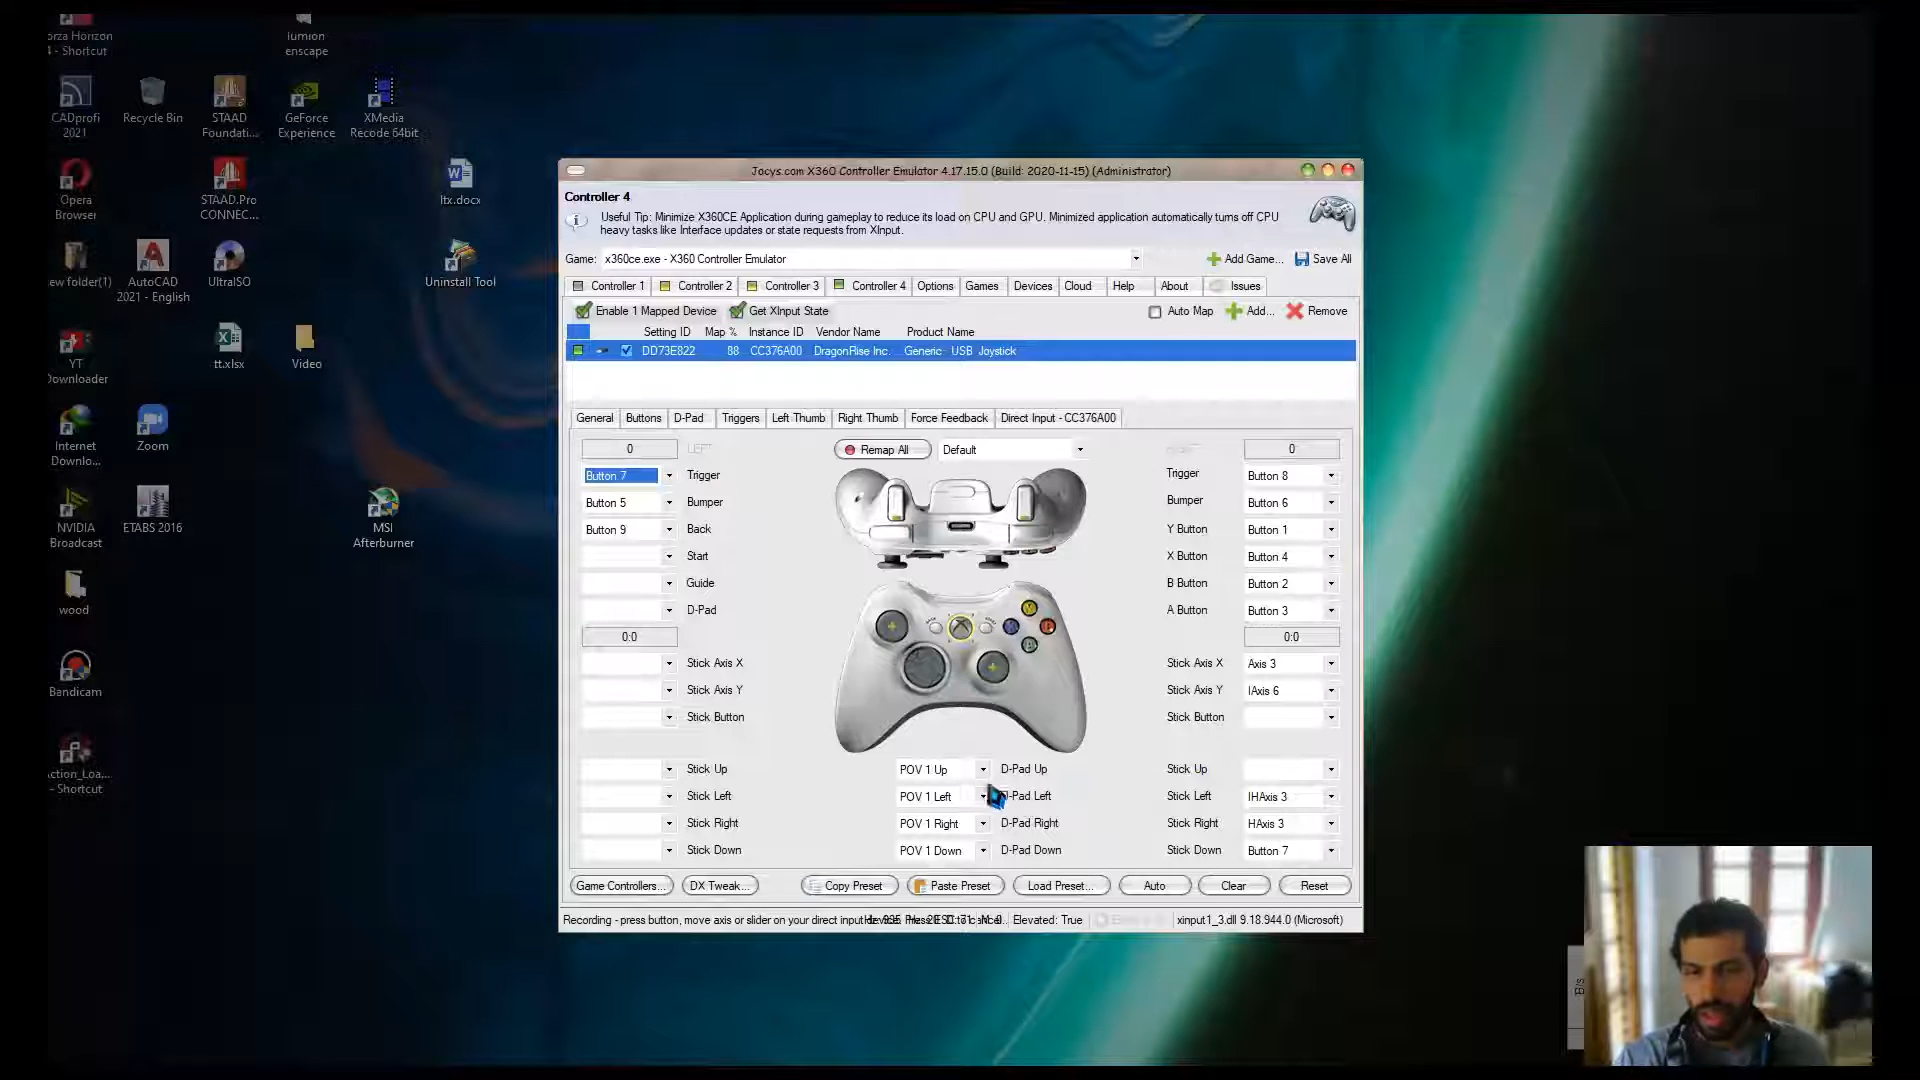 orza Horizon
4 - Shortcut
lumion
enscape
CADprofi
2021
Recycle Bin
STAAD
Foundati...
GeForce
Experience
XMedia
Recode 64bit
Opera
Browser
STAAD.Pro
CONNEC...
ltx.docx
ew folder(1)
AutoCAD
2021 - English
UltraISO
Uninstall Tool
YT
Downloader
tt.xlsx
Video
Internet
Downlo...
Zoom
NVIDIA
Broadcast
ETABS 2016
MSI
Afterburner
wood
Bandicam
Action_Loa...
- Shortcut
Jocys.com X360 Controller Emulator 4.17.15.0 (Build: 2020-11-15) (Administrator)
Controller 4
Useful Tip: Minimize X360CE Application during gameplay to reduce its load on CPU and GPU. Minimized application automatically turns off CPU
heavy tasks like Interface updates or state requests from XInput.
Game: x360ce.exe - X360 Controller Emulator Add Game... Save All
Controller 1 Controller 2 Controller 3 Controller 4 Options Games Devices Cloud Help About Issues
Enable 1 Mapped Device Get XInput State Auto Map Add... Remove
Setting ID Map % Instance ID Vendor Name Product Name
DD73E822 88 CC376A00 DragonRise Inc. Generic USB Joystick
General Buttons D-Pad Triggers Left Thumb Right Thumb Force Feedback Direct Input - CC376A00
0 LEFT Remap All Default 0
Button 7 Trigger Trigger Button 8
Button 5 Bumper Bumper Button 6
Button 9 Back Y Button Button 1
Start X Button Button 4
Guide B Button Button 2
D-Pad A Button Button 3
0:0 0:0
Stick Axis X Stick Axis X Axis 3
Stick Axis Y Stick Axis Y IAxis 6
Stick Button Stick Button
Stick Up POV 1 Up D-Pad Up Stick Up
Stick Left POV 1 Left D-Pad Left Stick Left IHAxis 3
Stick Right POV 1 Right D-Pad Right Stick Right HAxis 3
Stick Down POV 1 Down D-Pad Down Stick Down Button 7
Game Controllers... DX Tweak... Copy Preset Paste Preset Load Preset... Auto Clear Reset
Recording - press button, move axis or slider on your direct input Elevated: True xinput1_3.dll 9.18.944.0 (Microsoft)
B/s